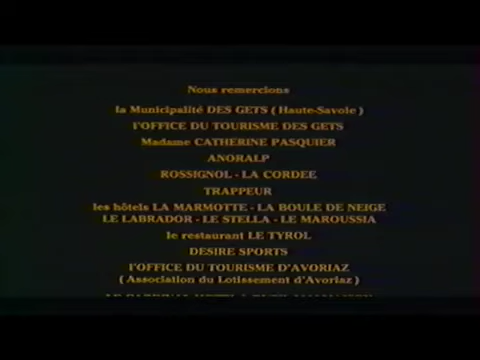 Nous remercions
la Municipalité DES GETS ( Haute-Savoie )
l'OFFICE DU TOURISME DES GETS
Madame CATHERINE PASQUIER
ANORALP
ROSSIGNOL - LA CORDEE
TRAPPEUR
les hôtels LA MARMOTTE - LA BOULE DE NEIGE
LE LABRADOR - LE STELLA - LE MAROUSSIA
le restaurant LE TYROL
DESIRE SPORTS
l'OFFICE DU TOURISME D'AVORIAZ
( Association du Lotissement d'Avoriaz )